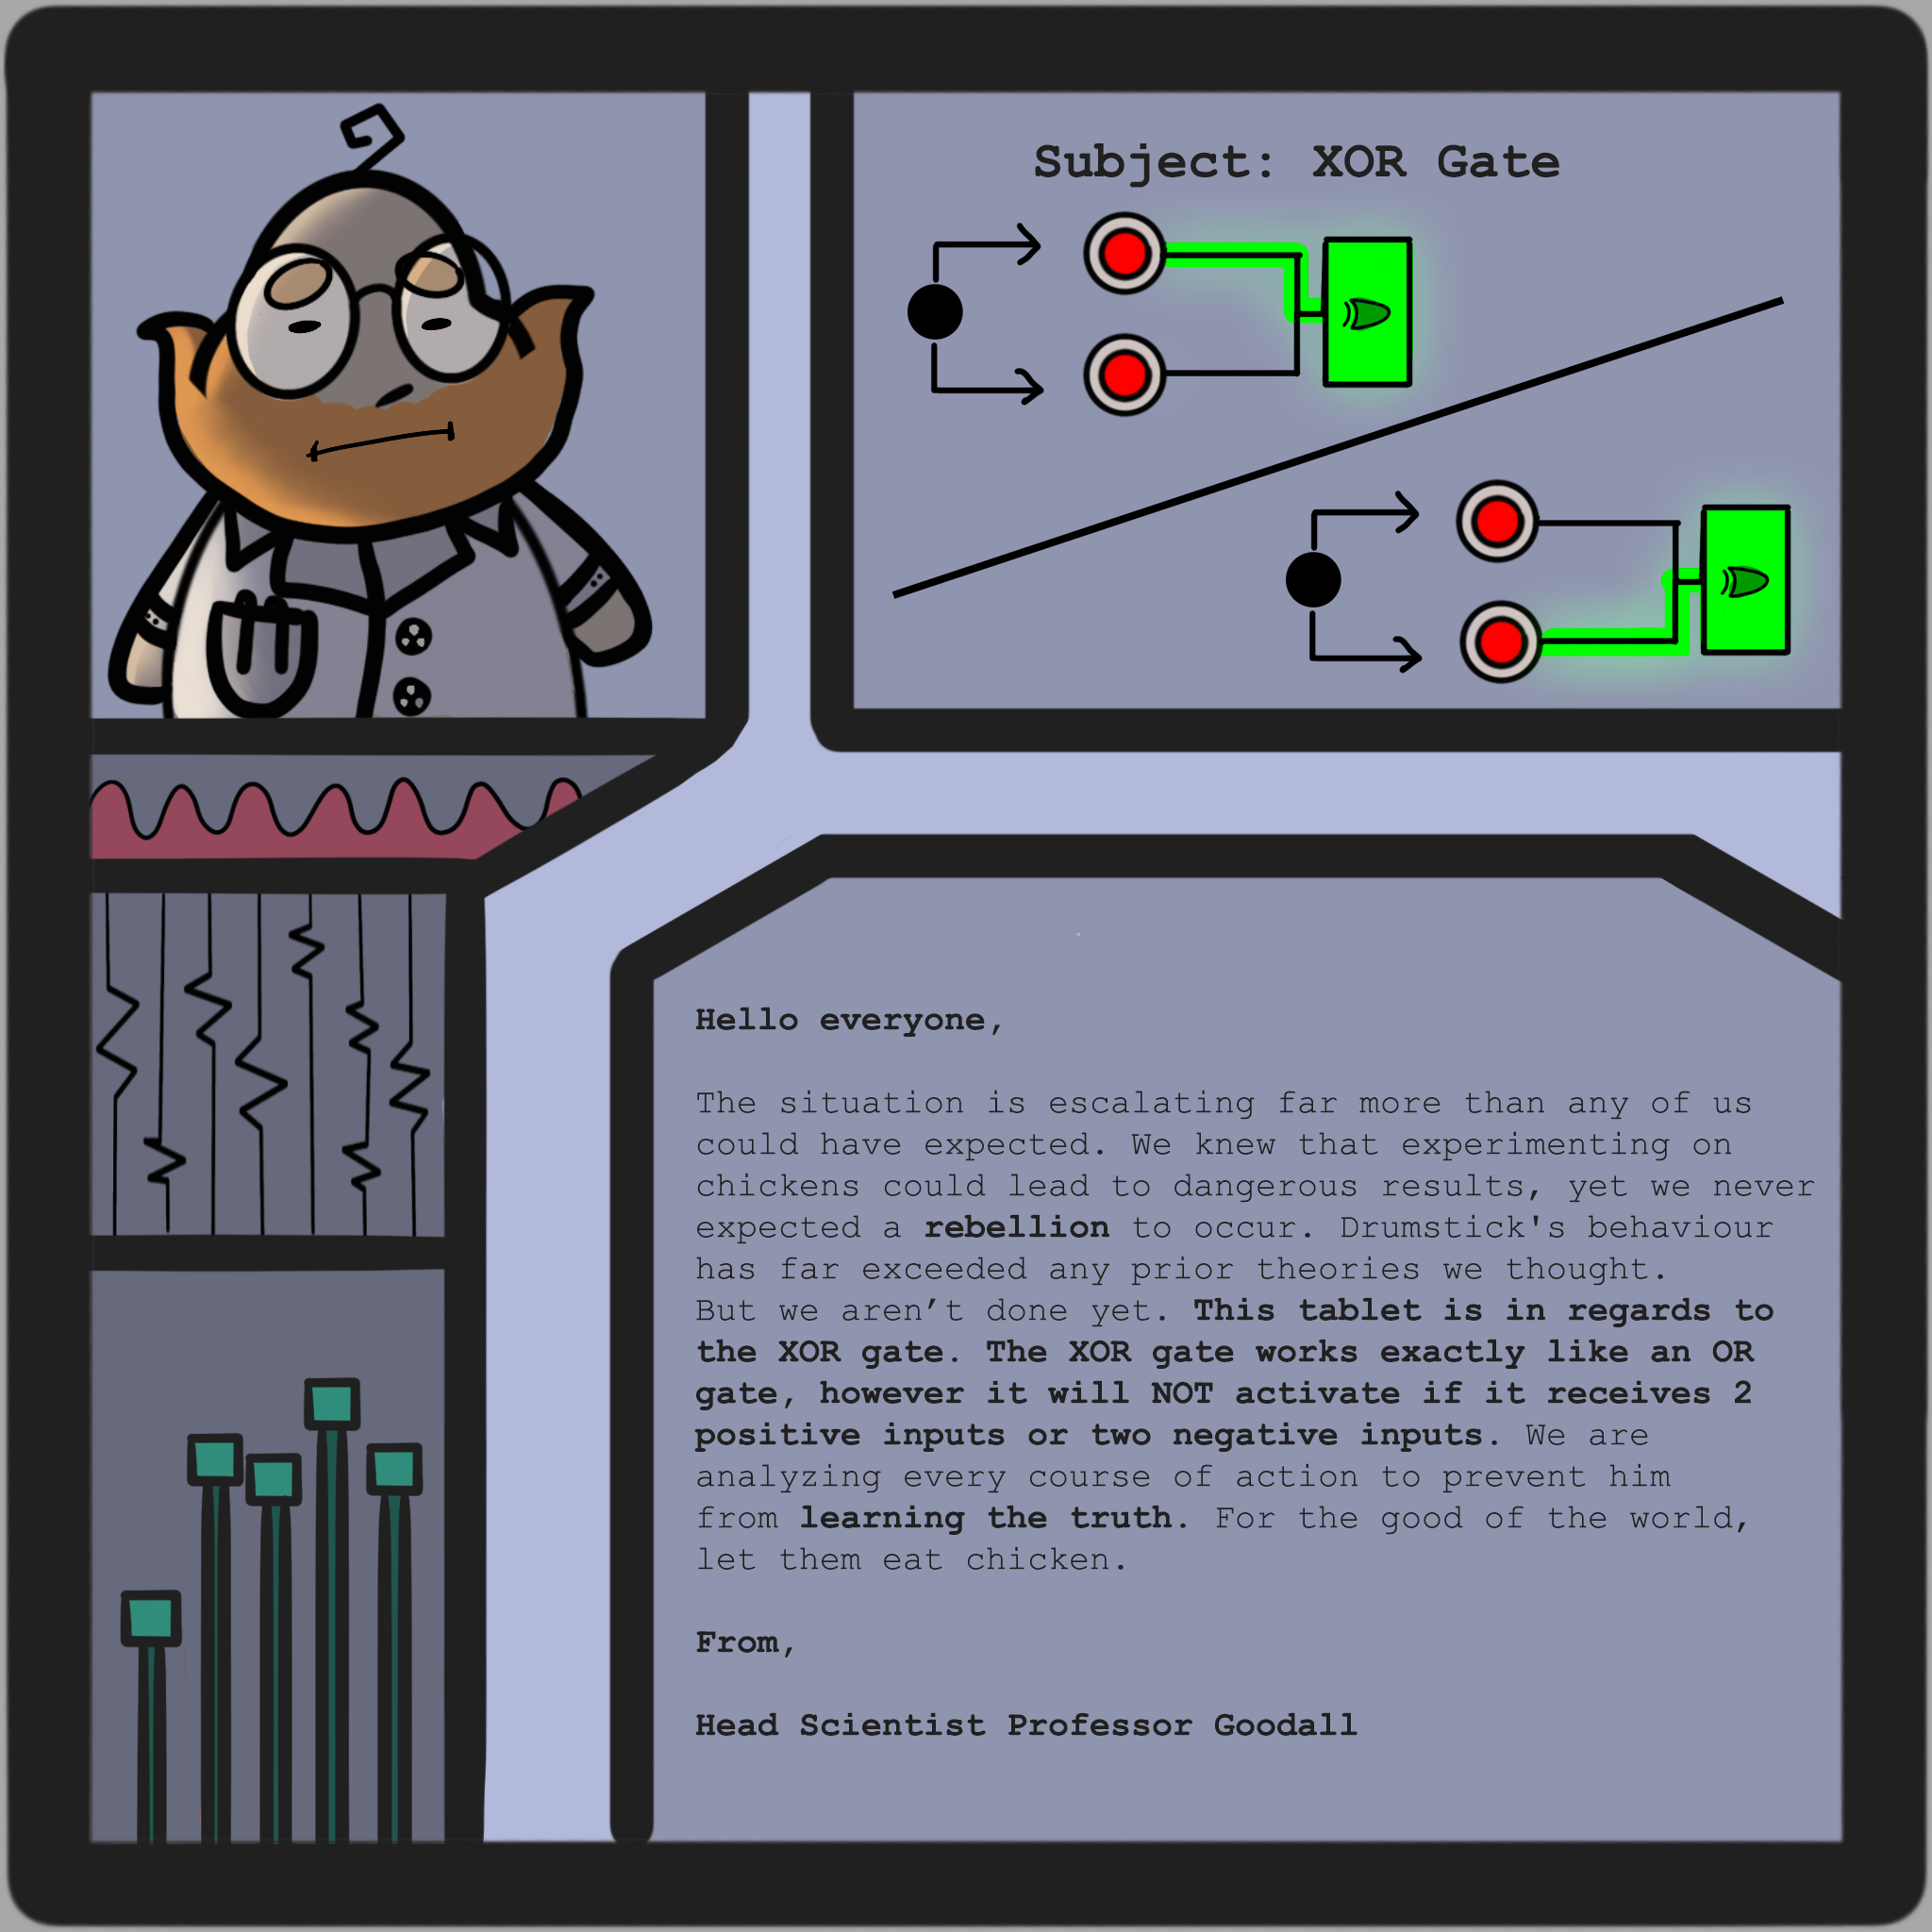 Subject: XOR Gate
Hello everyone,
The situation is escalating far more than any of us
could have expected. We knew that experimenting on
chickens could lead to dangerous results, yet we never
expected a rebellion to occur. Drumstick's behaviour
has far exceeded any prior theories we thought.
But we aren’t done yet. This tablet is in regards to
the XOR gate. The XOR gate works exactly like an OR
gate, however it will NOT activate if it receives 2
positive inputs or two negative inputs. We are
analyzing every course of action to prevent him
from learning the truth. For the good of the world,
let them eat chicken.
From,
Head Scientist Professor Goodall